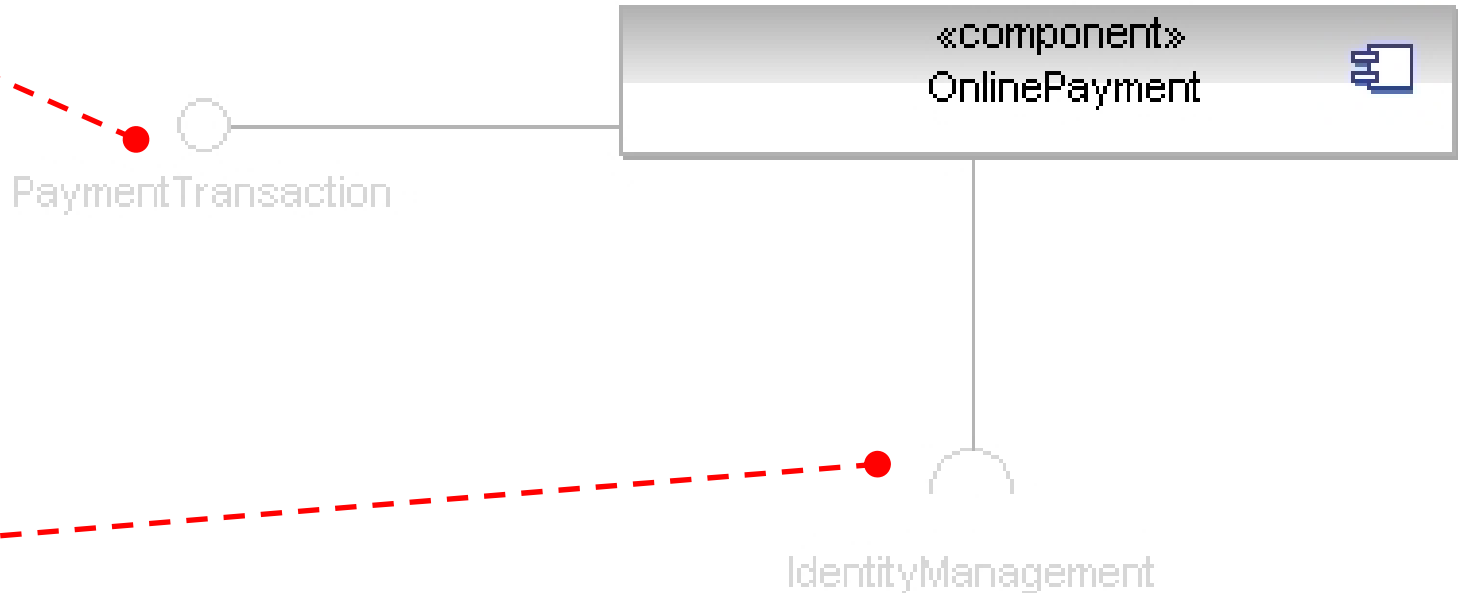 «component»
OnlinePayment
PaymentTransaction
IdentityManagement